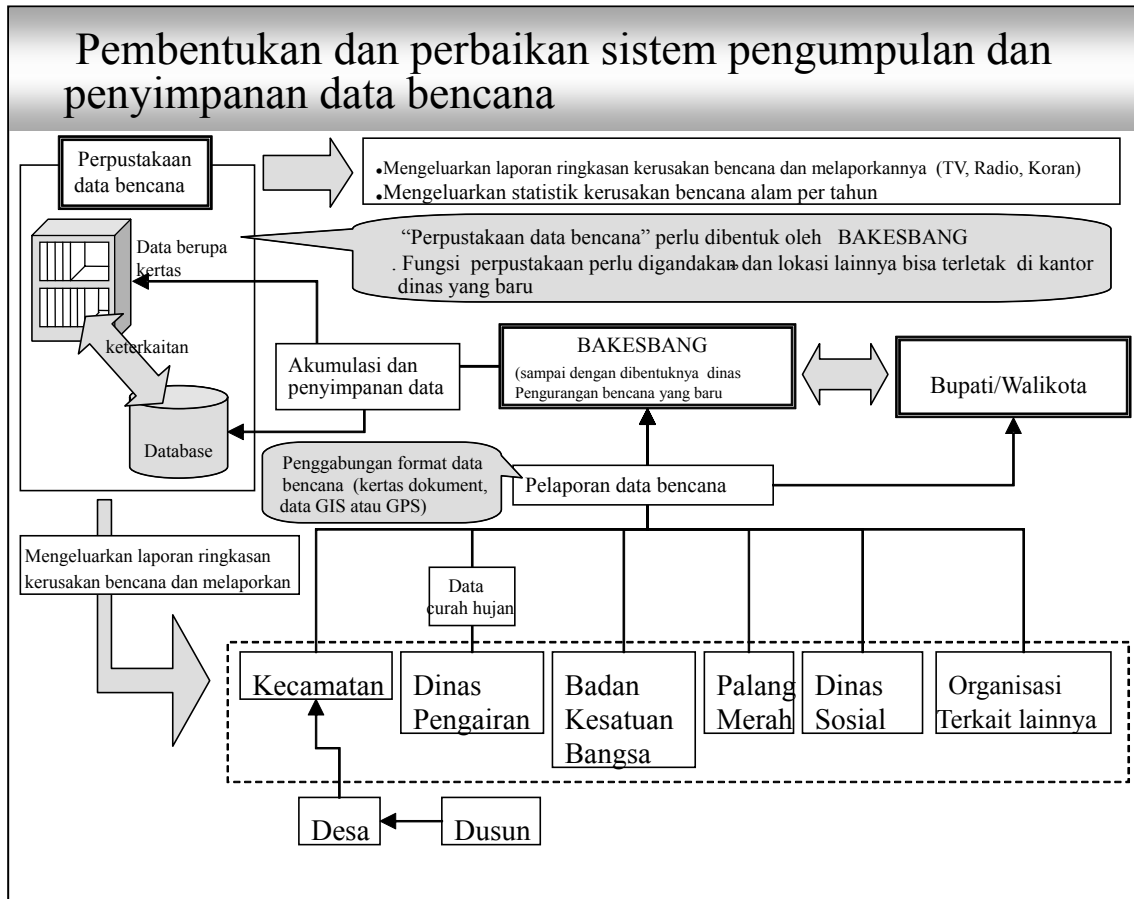 Pembentukan dan perbaikan sistem pengumpulan dan
penyimpanan data bencana
Perpustakaan
data bencana
•Mengeluarkan laporan ringkasan kerusakan bencana dan melaporkannya (TV, Radio, Koran)
•Mengeluarkan statistik kerusakan bencana alam per tahun
Data berupa
kertas
“Perpustakaan data bencana” perlu dibentuk oleh BAKESBANG
. Fungsi perpustakaan perlu digandakan dan lokasi lainnya bisa terletak di kantor
dinas yang baru
keterkaitan
Database
Akumulasi dan
penyimpanan data
BAKESBANG
(sampai dengan dibentuknya dinas
Pengurangan bencana yang baru
Bupati/Walikota
Penggabungan format data
bencana (kertas dokument,
data GIS atau GPS)
Pelaporan data bencana
Mengeluarkan laporan ringkasan
kerusakan bencana dan melaporkan
Data
curah hujan
Kecamatan
Dinas
Pengairan
Badan
Kesatuan
Bangsa
Palang
Merah
Dinas
Sosial
Organisasi
Terkait lainnya
Desa
Dusun